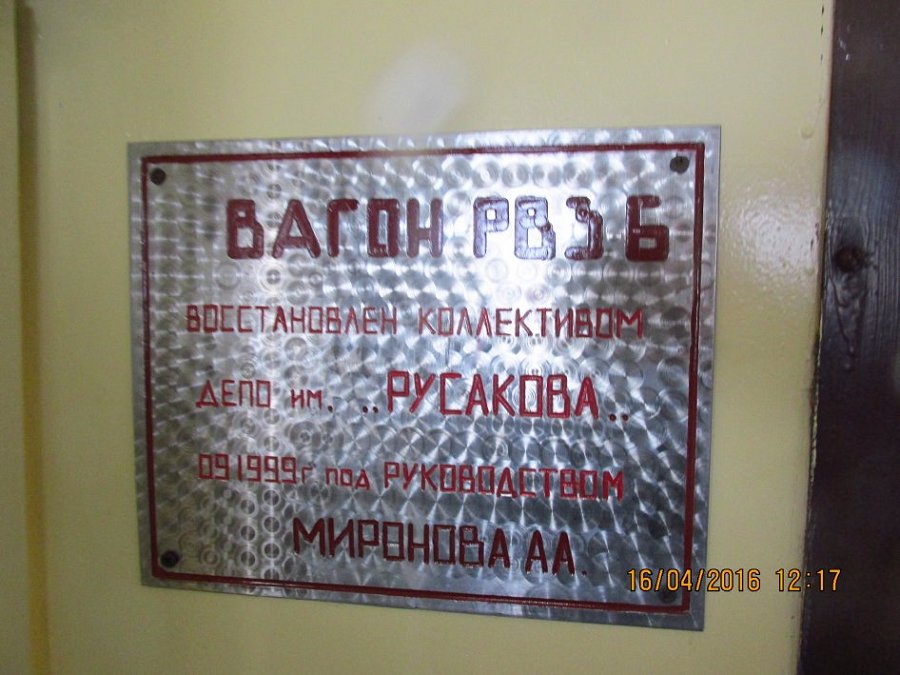 ВАГОН РВЗ 6
ВОССТАНОВЛЕН КОЛЛЕКТИВОМ
ДЕПО им. „РУСАКОВА„
09 1999г. под РУКОВОДСТВОМ
МИРОНОВА А А.
16/04/2016 12:17